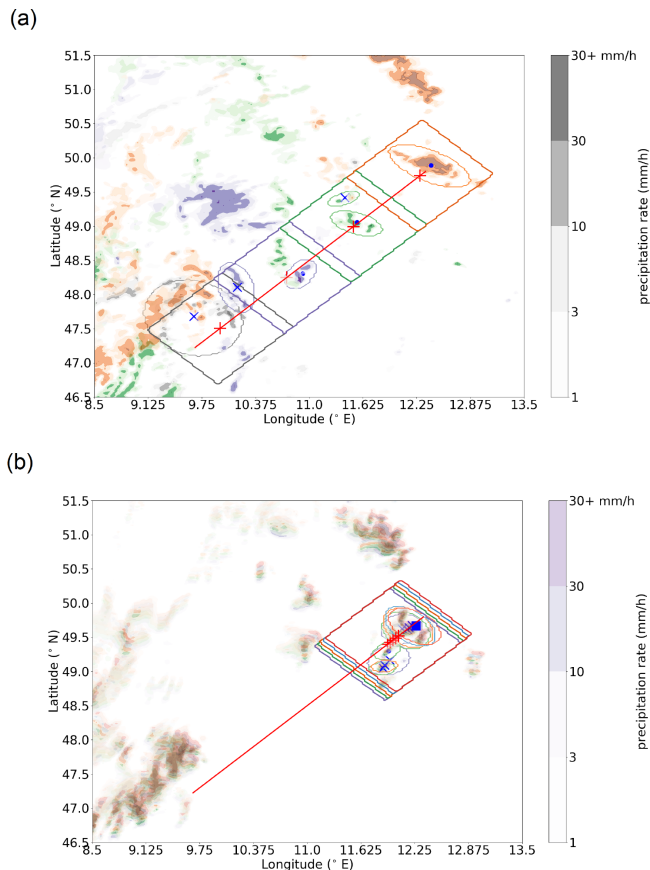 (a)
51.5
51.0
50.5
50.0
49.5
49.0
48.5
48.0
47.5
47.0
46.5
Latitude (° N)
8.5 9.125 9.75 10.375 11.0 11.625 12.25 12.875 13.5
Longitude (° E)
30+ mm/h
30
10
3
1
precipitation rate (mm/h)
(b)
51.5
51.0
50.5
50.0
49.5
49.0
48.5
48.0
47.5
47.0
46.5
Latitude (° N)
8.5 9.125 9.75 10.375 11.0 11.625 12.25 12.875 13.5
Longitude (° E)
30+ mm/h
30
10
3
1
precipitation rate (mm/h)